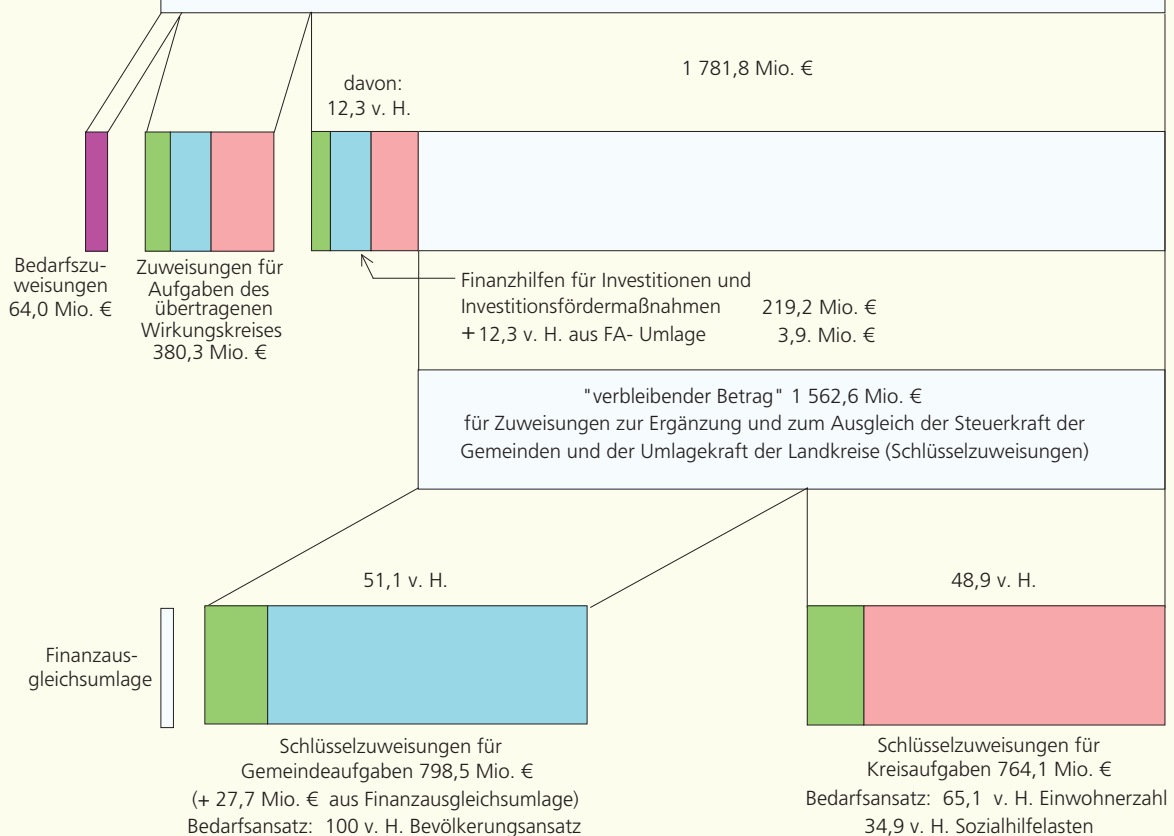 1 781,8 Mio. €
davon:
12,3 v. H.
Bedarfszu-
weisungen
64,0 Mio. €
Zuweisungen für
Aufgaben des
übertragenen
Wirkungskreises
380,3 Mio. €
Finanzhilfen für Investitionen und
Investitionsfördermaßnahmen 219,2 Mio. €
+12,3 v. H. aus FA- Umlage 3,9. Mio. €
"verbleibender Betrag" 1 562,6 Mio. €
für Zuweisungen zur Ergänzung und zum Ausgleich der Steuerkraft der
Gemeinden und der Umlagekraft der Landkreise (Schlüsselzuweisungen)
51,1 v. H.
48,9 v. H.
Finanzaus-
gleichsumlage
Schlüsselzuweisungen für
Gemeindeaufgaben 798,5 Mio. €
(+ 27,7 Mio. € aus Finanzausgleichsumlage)
Bedarfsansatz: 100 v. H. Bevölkerungsansatz
Schlüsselzuweisungen für
Kreisaufgaben 764,1 Mio. €
Bedarfsansatz: 65,1 v. H. Einwohnerzahl
34,9 v. H. Sozialhilfelasten